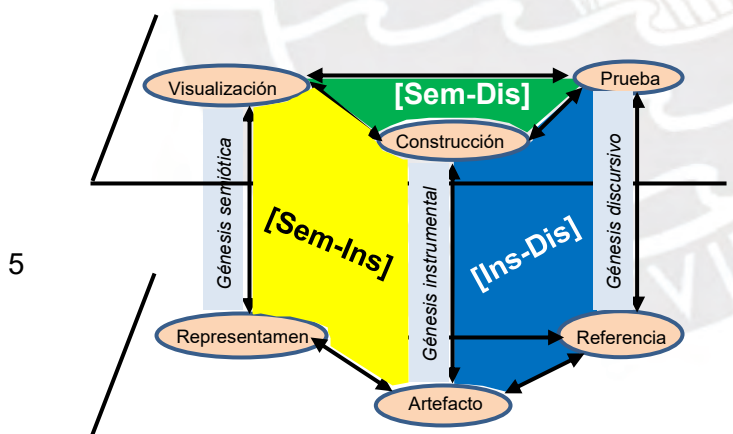 Visualización
Prueba
[Sem-Dis]
Construcción
Génesis semiótica
Génesis instrumental
Génesis discursivo
[Sem-Ins]
[Ins-Dis]
5
Representamen
Referencia
Artefacto